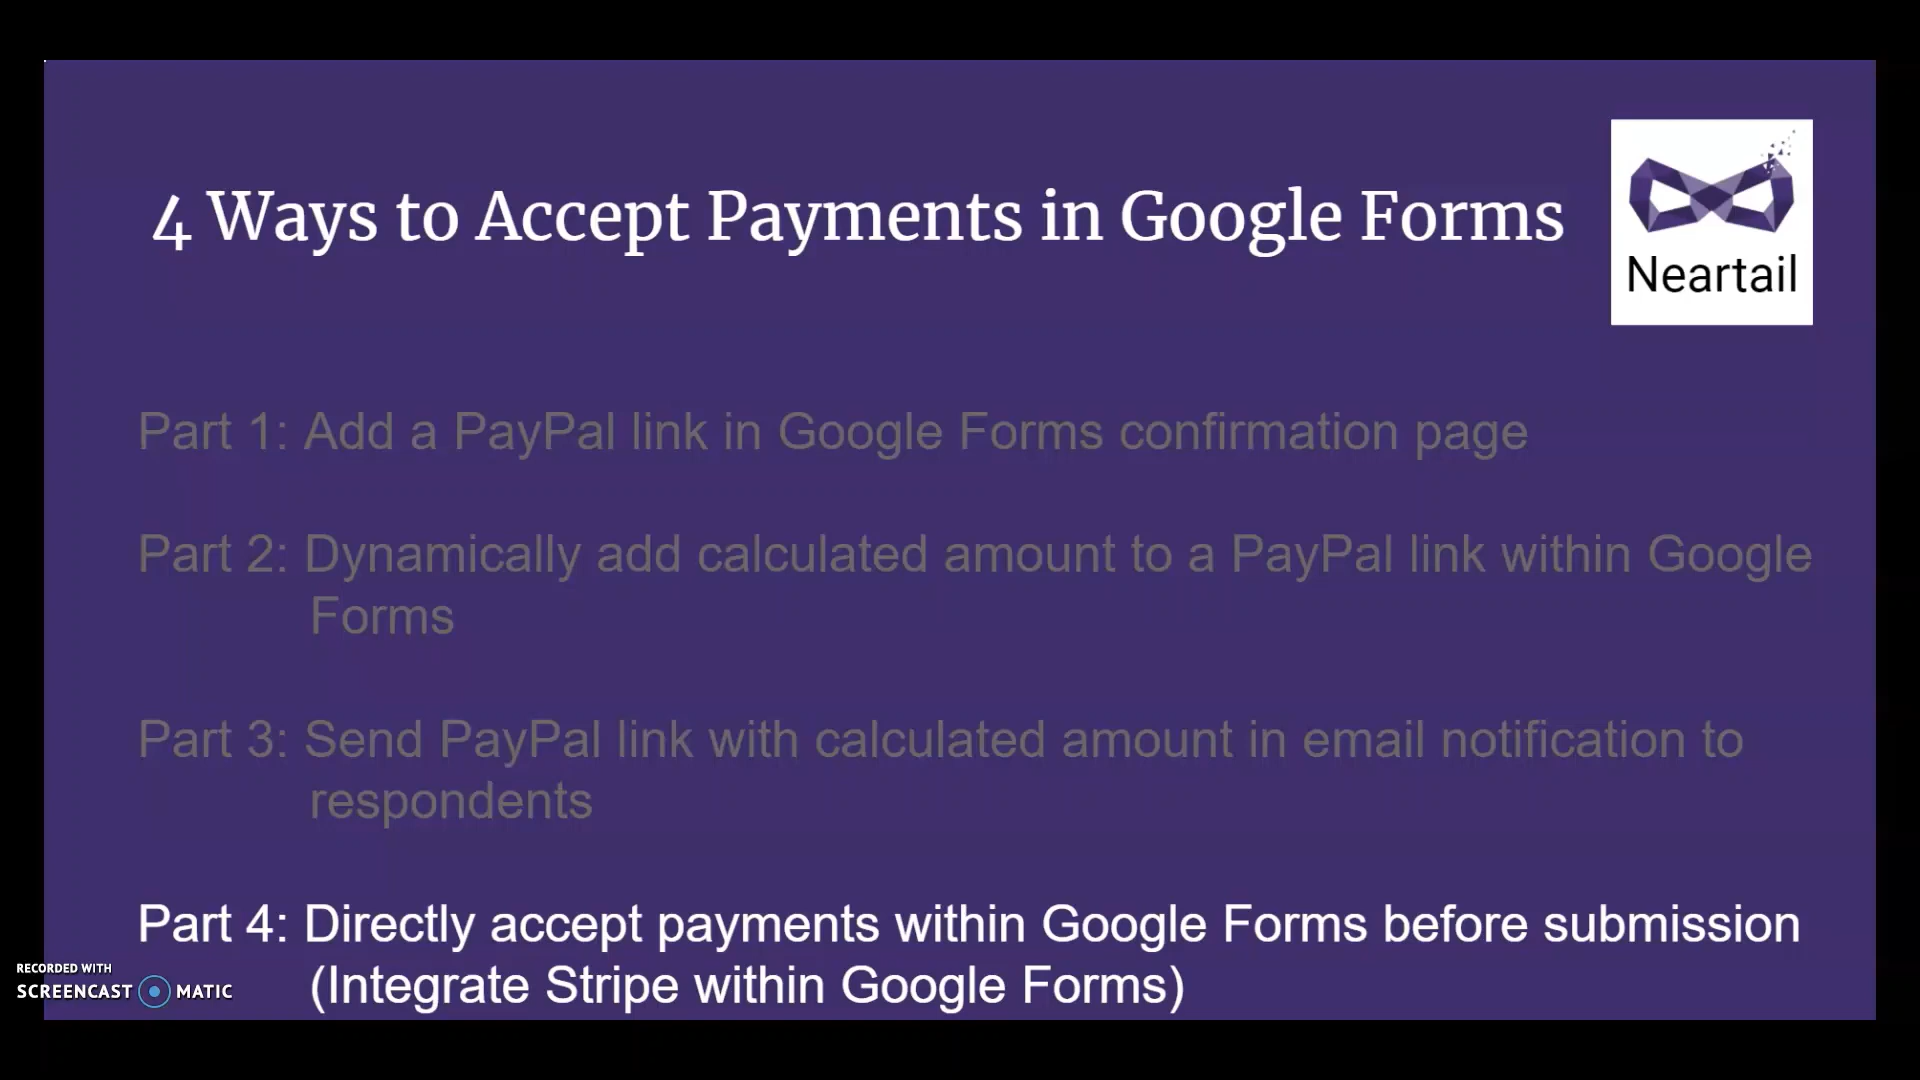 4 Ways to Accept Payments in Google Forms
Neartail
Part 1: Add a PayPal link in Google Forms confirmation page
Part 2: Dynamically add calculated amount to a PayPal link within Google
Forms
Part 3: Send PayPal link with calculated amount in email notification to
respondents
Part 4: Directly accept payments within Google Forms before submission
(Integrate Stripe within Google Forms)
RECORDED WITH
SCREENCAST MATIC